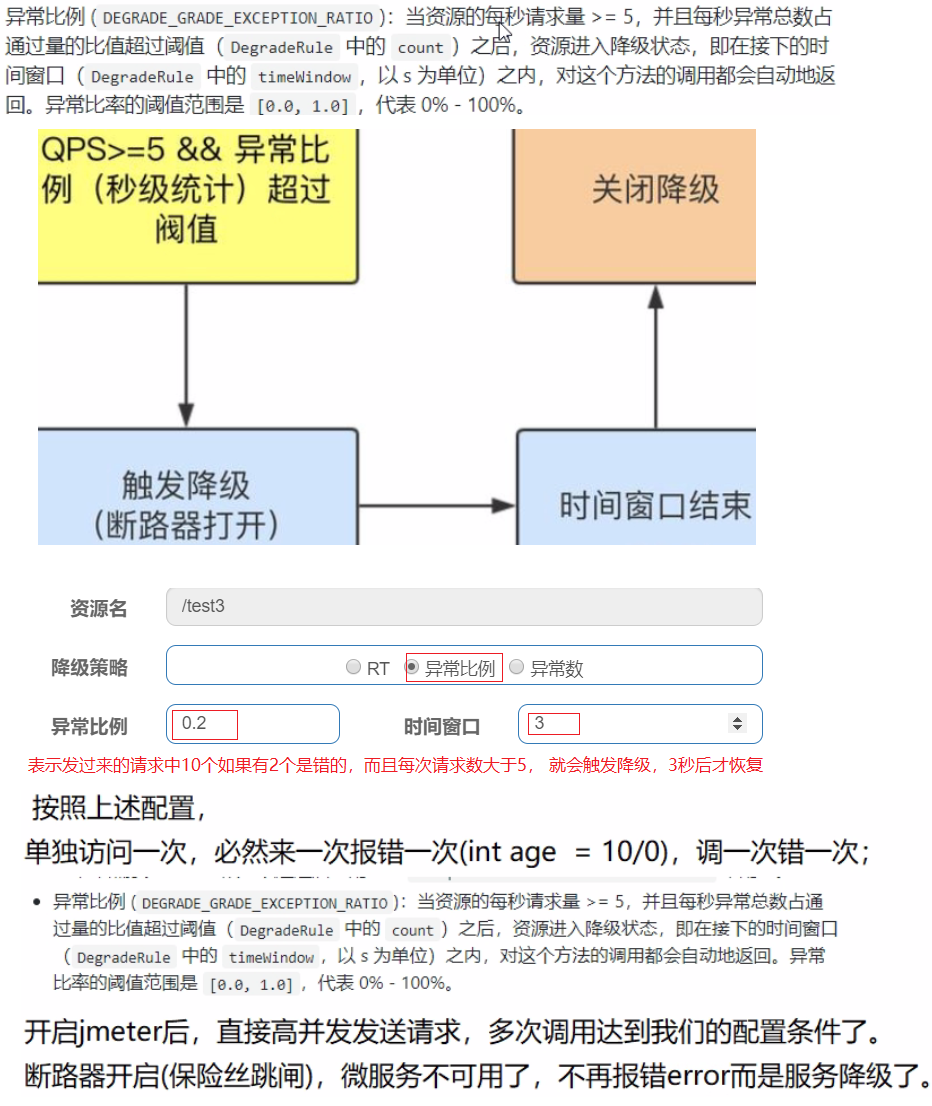 异常比例 (DEGRADE_GRADE_EXCEPTION_RATIO)：当资源的每秒请求量 >= 5，并且每秒异常总数占
通过量的比值超过阈值（ DegradeRule 中的 count ）之后，资源进入降级状态，即在接下的时
间窗口（ DegradeRule 中的 timeWindow ，以 s 为单位）之内，对这个方法的调用都会自动地返
回。异常比率的阈值范围是 [0.0, 1.0] ，代表 0% - 100%。
QPS>=5 && 异常比
例（秒级统计）超过
阀值
关闭降级
触发降级
（断路器打开）
时间窗口结束
资源名 /test3
降级策略 RT 异常比例 异常数
异常比例 0.2 时间窗口 3
表示发过来的请求中10个如果有2个是错的，而且每次请求数大于5， 就会触发降级，3秒后才恢复
按照上述配置，
单独访问一次，必然来一次报错一次(int age = 10/0)，调一次错一次；
• 异常比例 (DEGRADE_GRADE_EXCEPTION_RATIO)：当资源的每秒请求量 >= 5，并且每秒异常总数占通
过量的比值超过阈值（ DegradeRule 中的 count ）之后，资源进入降级状态，即在接下的时间窗口
（ DegradeRule 中的 timeWindow ，以 s 为单位）之内，对这个方法的调用都会自动地返回。异常
比率的阈值范围是 [0.0, 1.0] ，代表 0% - 100%。
开启jmeter后，直接高并发发送请求，多次调用达到我们的配置条件了。
断路器开启(保险丝跳闸)，微服务不可用了，不再报错error而是服务降级了。